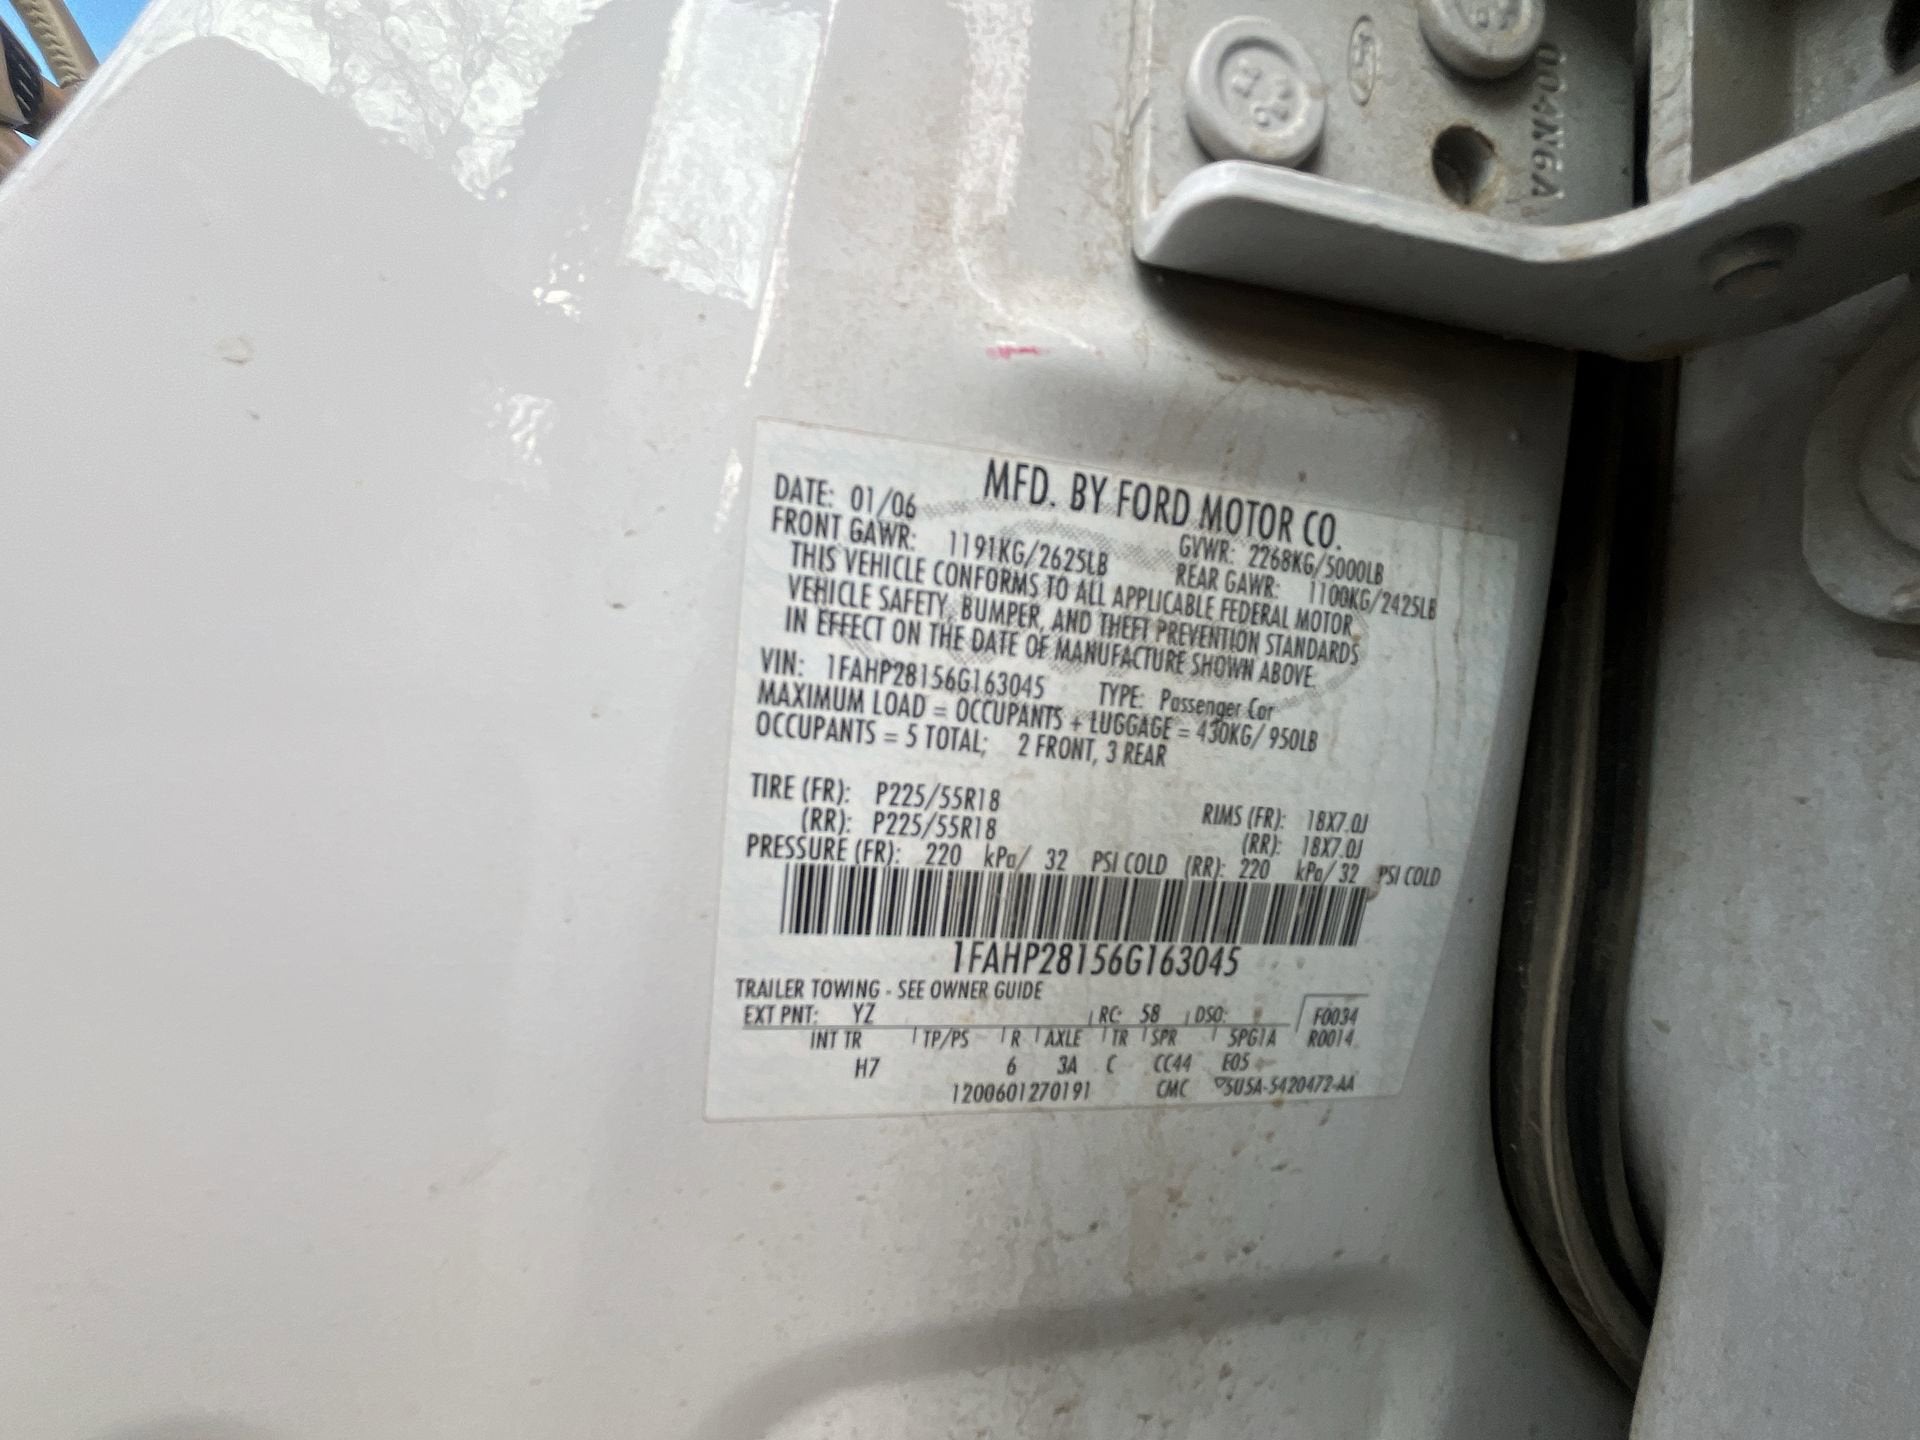 57
004N6A
MFD. BY FORD MOTOR CO.
DATE: 01/06
GVWR: 2268KG/5000LB
FRONT GAWR: 1191KG/2625LB REAR GAWR: 1100KG/2425LB
THIS VEHICLE CONFORMS TO ALL APPLICABLE FEDERAL MOTOR
VEHICLE SAFETY, BUMPER, AND THEFT PREVENTION STANDARDS
IN EFFECT ON THE DATE OF MANUFACTURE SHOWN ABOVE.
VIN: 1FAHP28156G163045 TYPE: Passenger Car
MAXIMUM LOAD = OCCUPANTS + LUGGAGE = 430KG/ 950LB
OCCUPANTS = 5 TOTAL; 2 FRONT, 3 REAR
TIRE (FR): P225/55R18 RIMS (FR): 18X7.0J
(RR): P225/55R18 (RR): 18X7.0J
PRESSURE (FR): 220 kPa/ 32 PSI COLD (RR): 220 kPa/ 32 PSI COLD
1FAHP28156G163045
TRAILER TOWING - SEE OWNER GUIDE
EXT PNT: YZ RC: 58 DSO: F0034
INT TR TP/PS R AXLE TR SPR 5PG1A R0014
H7 6 3A C CC44 E05
1200601270191 CMC 5U5A-5420472-AA